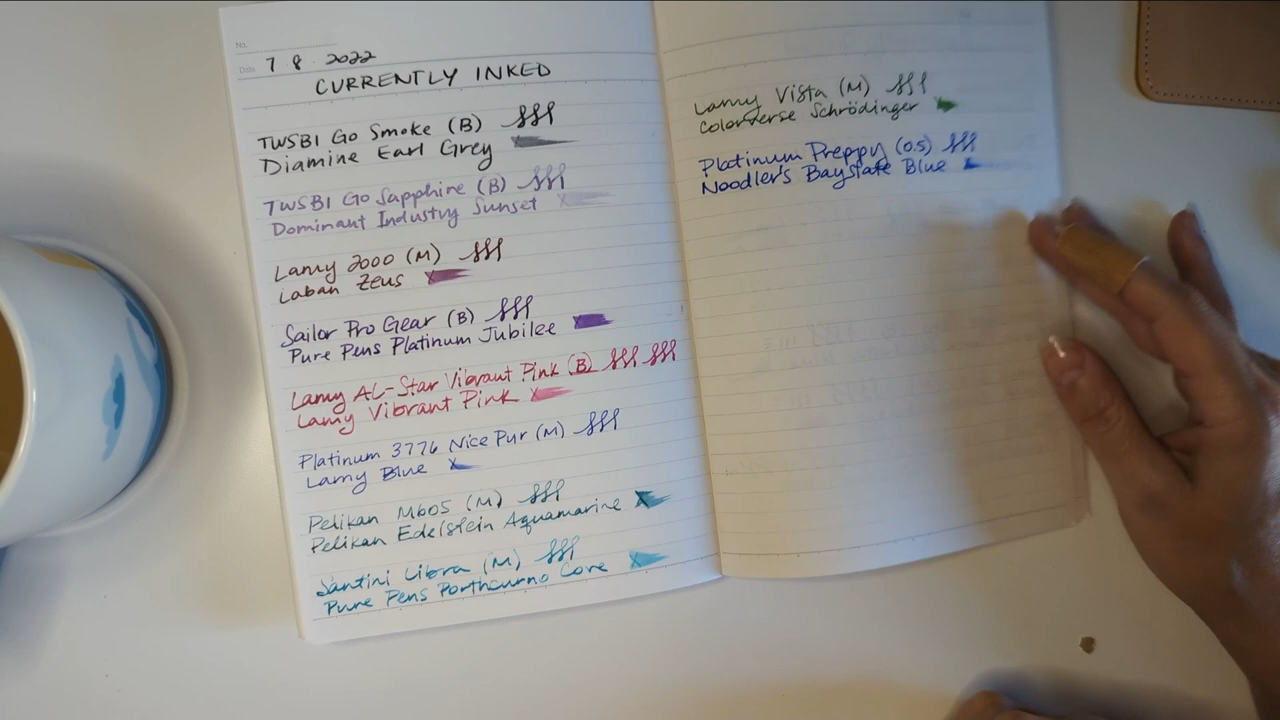 No.
Date 7 8 2022
CURRENTLY INKED
TWSBI Go Smoke (B)
Diamine Earl Grey
TWSBI Go Sapphire (B)
Dominant Industry Sunset
Lamy 2000 (M)
Laban Zeus
Sailor Pro Gear (B)
Pure Pens Platinum Jubilee
Lamy AL-Star Vibrant Pink (B)
Lamy Vibrant Pink
Platinum 3776 Nice Pur (M)
Lamy Blue
Pelikan M605 (M)
Pelikan Edelstein Aquamarine
Santini Libra (M)
Pure Pens Porthcurno Cove
Lamy Vista (M)
Colorverse Schrödinger
Platinum Preppy (0.5)
Noodler's Baystate Blue